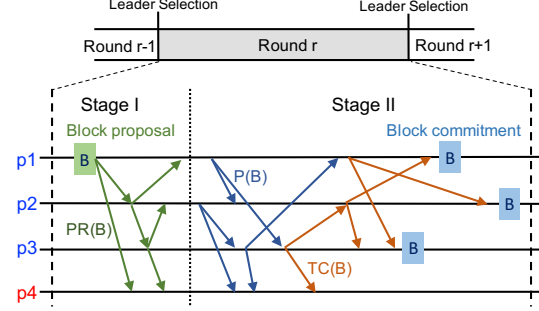 Leader Selection
Leader Selection
Round r-1
Round r
Round r+1
Stage I
Stage II
Block proposal
Block commitment
p1
B
P(B)
B
p2
B
PR(B)
p3
B
TC(B)
p4